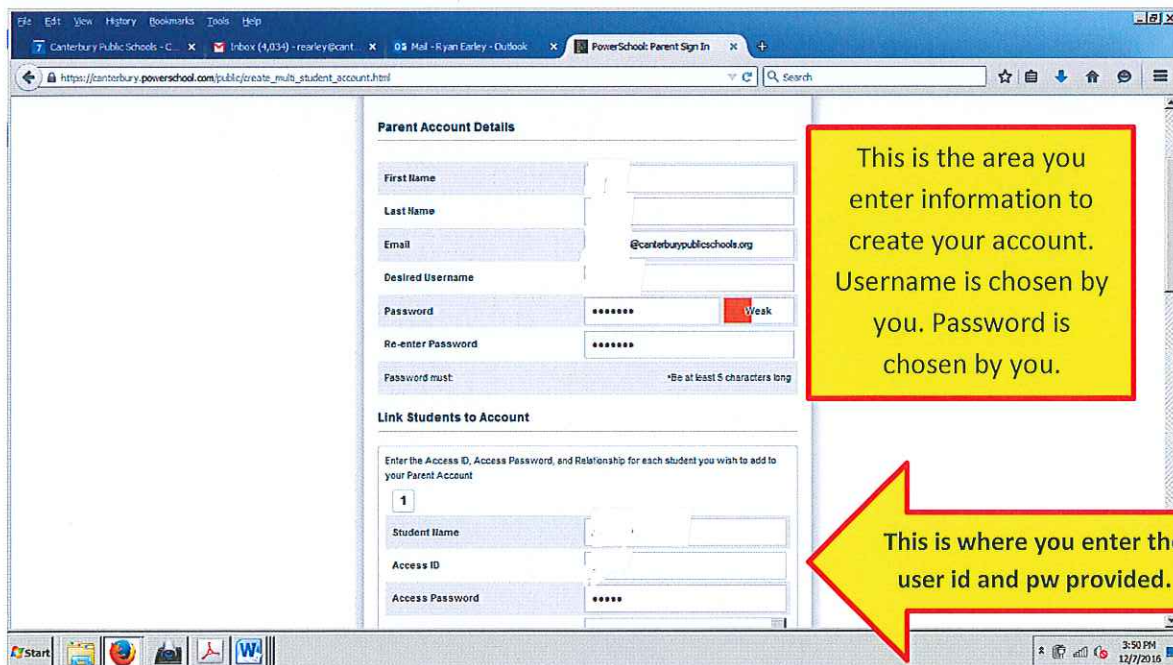 File Edit View History Bookmarks Tools Help
7 Canterbury Public Schools - C... x Inbox (4,034) - rearley@cant... x Mail - Ryan Earley - Outlook x PowerSchool: Parent Sign In x +
https://canterbury.powerschool.com/public/create_multi_student_account.html Search
Parent Account Details
First Name
Last Name
Email @canterburypublicschools.org
Desired Username
Password ••••••• Weak
Re-enter Password •••••••
Password must: •Be at least 5 characters long
Link Students to Account
Enter the Access ID, Access Password, and Relationship for each student you wish to add to
your Parent Account
1
Student Name
Access ID
Access Password •••••
This is the area you
enter information to
create your account.
Username is chosen by
you. Password is
chosen by you.
This is where you enter the
user id and pw provided.
Start
3:50 PM
12/7/2016